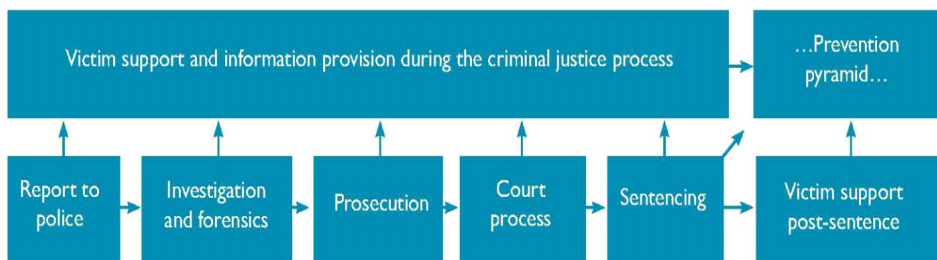 Victim support and information provision during the criminal justice process
...Prevention
pyramid...
Report to
police
Investigation
and forensics
Prosecution
Court
process
Sentencing
Victim support
post-sentence